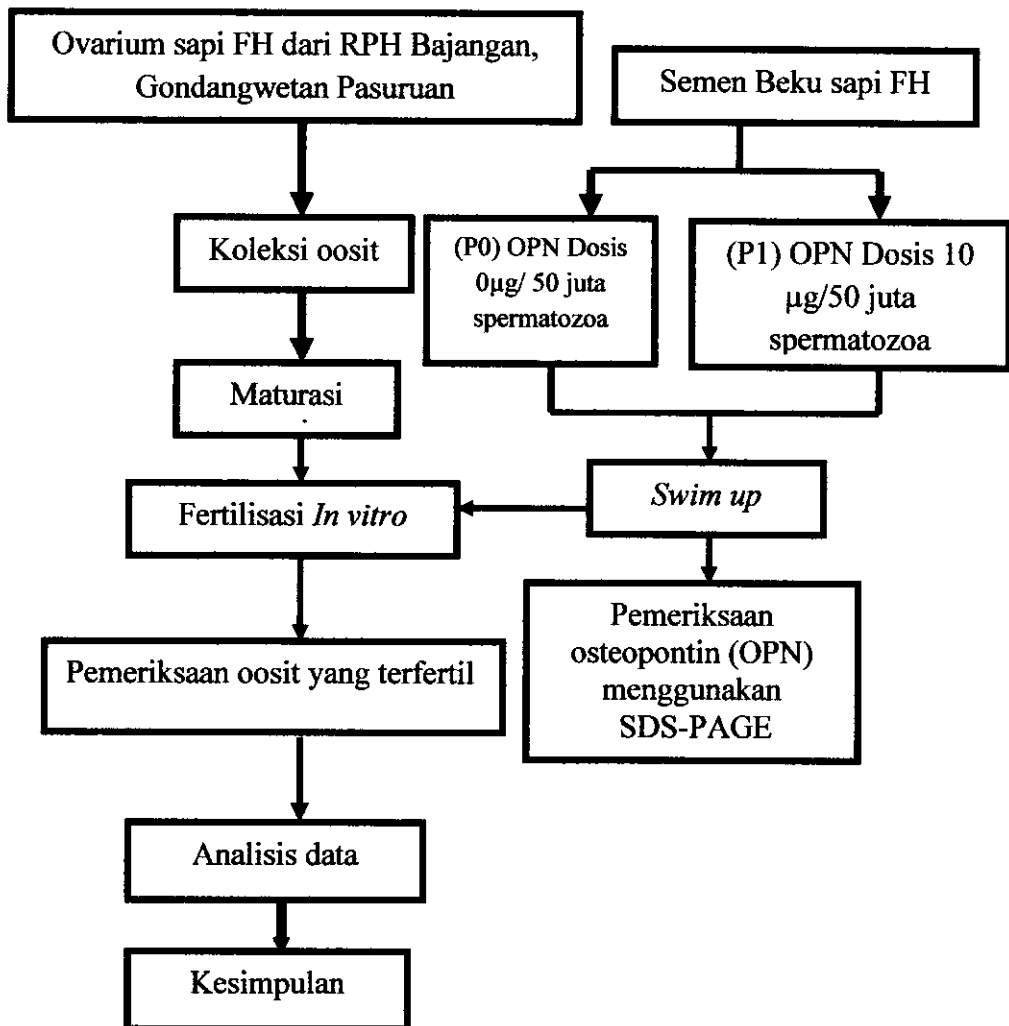 Ovarium sapi FH dari RPH Bajangan,
Gondangwetan Pasuruan
Semen Beku sapi FH
Koleksi oosit
(P0) OPN Dosis
0µg/ 50 juta
spermatozoa
(P1) OPN Dosis 10
µg/50 juta
spermatozoa
Maturasi
Fertilisasi In vitro
Swim up
Pemeriksaan oosit yang terfertil
Pemeriksaan
osteopontin (OPN)
menggunakan
SDS-PAGE
Analisis data
Kesimpulan